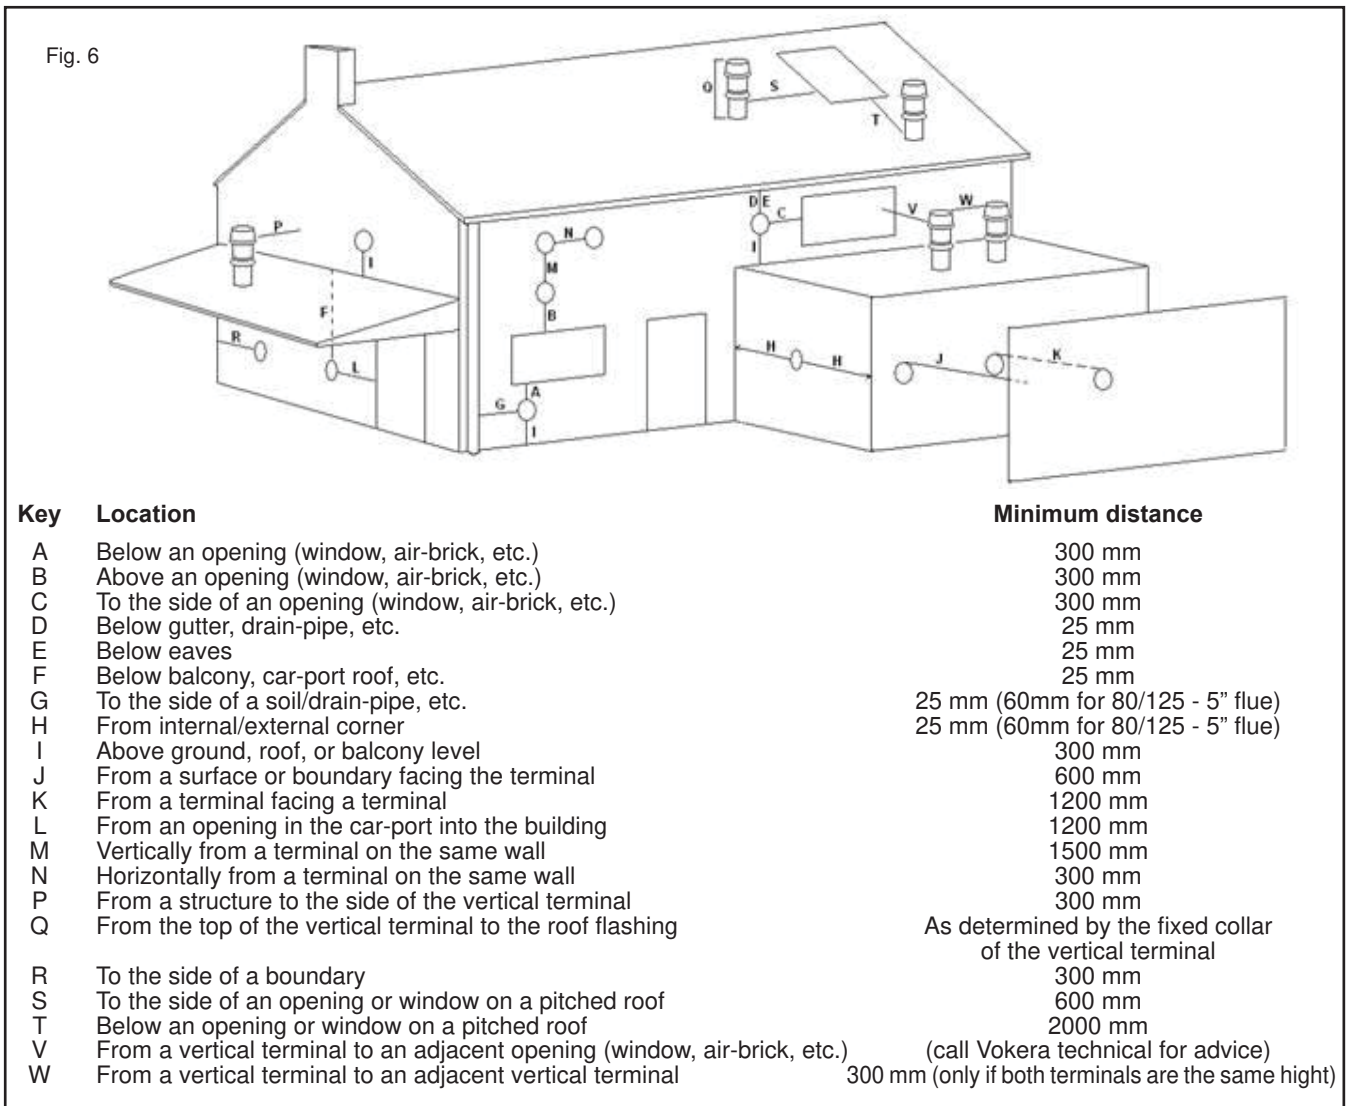 Fig. 6
Q
S
T
P
I
F
R
L
N
M
B
A
G
I
D E
C
I
V
W
H
H
J
K
Key Location Minimum distance
A Below an opening (window, air-brick, etc.) 300 mm
B Above an opening (window, air-brick, etc.) 300 mm
C To the side of an opening (window, air-brick, etc.) 300 mm
D Below gutter, drain-pipe, etc. 25 mm
E Below eaves 25 mm
F Below balcony, car-port roof, etc. 25 mm
G To the side of a soil/drain-pipe, etc. 25 mm (60mm for 80/125 - 5” flue)
H From internal/external corner 25 mm (60mm for 80/125 - 5” flue)
I Above ground, roof, or balcony level 300 mm
J From a surface or boundary facing the terminal 600 mm
K From a terminal facing a terminal 1200 mm
L From an opening in the car-port into the building 1200 mm
M Vertically from a terminal on the same wall 1500 mm
N Horizontally from a terminal on the same wall 300 mm
P From a structure to the side of the vertical terminal 300 mm
Q From the top of the vertical terminal to the roof flashing As determined by the fixed collar
of the vertical terminal
R To the side of a boundary 300 mm
S To the side of an opening or window on a pitched roof 600 mm
T Below an opening or window on a pitched roof 2000 mm
V From a vertical terminal to an adjacent opening (window, air-brick, etc.) (call Vokera technical for advice)
W From a vertical terminal to an adjacent vertical terminal 300 mm (only if both terminals are the same hight)